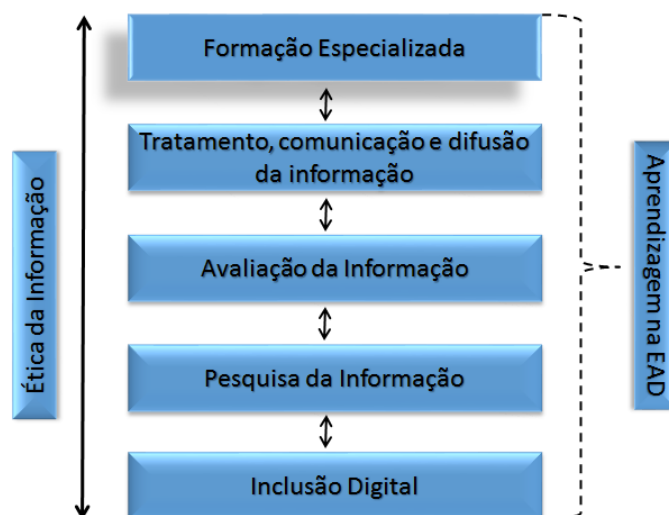 Formação Especializada
Tratamento, comunicação e difusão
da informação
Avaliação da Informação
Pesquisa da Informação
Inclusão Digital
Ética da Informação
Aprendizagem na EAD